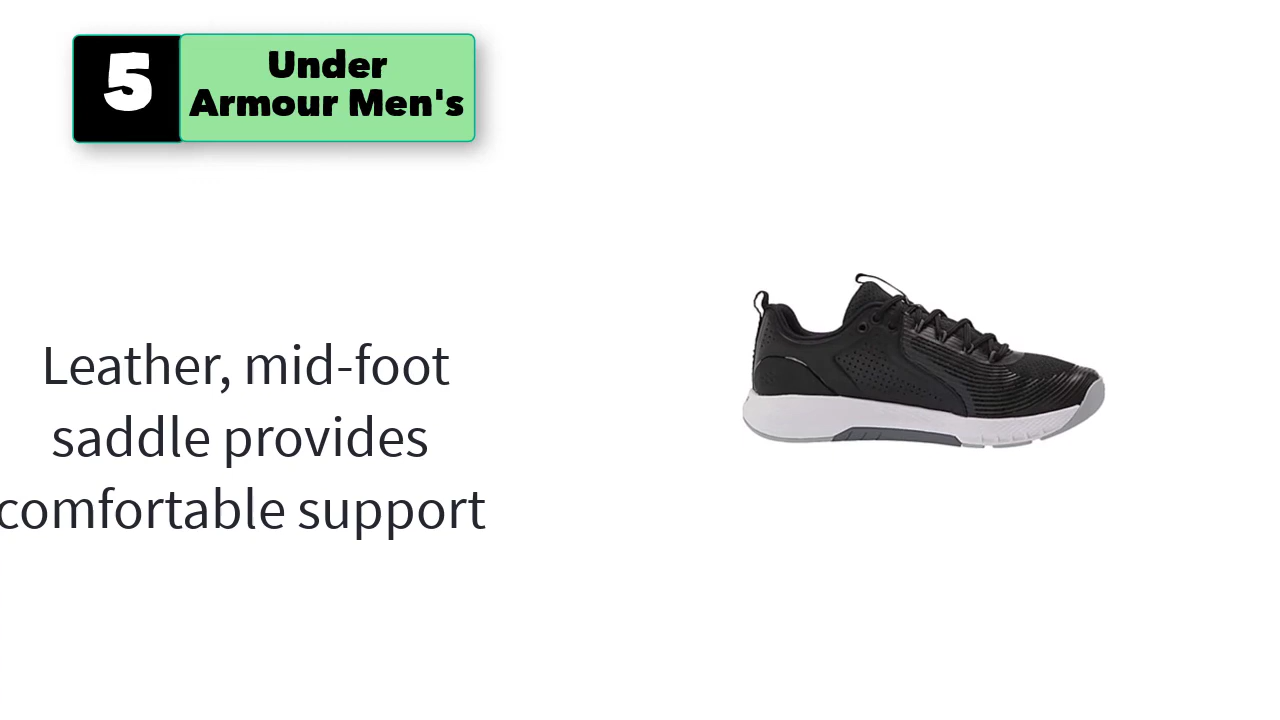 5
Under
Armour Men's
Leather, mid-foot
saddle provides
comfortable support